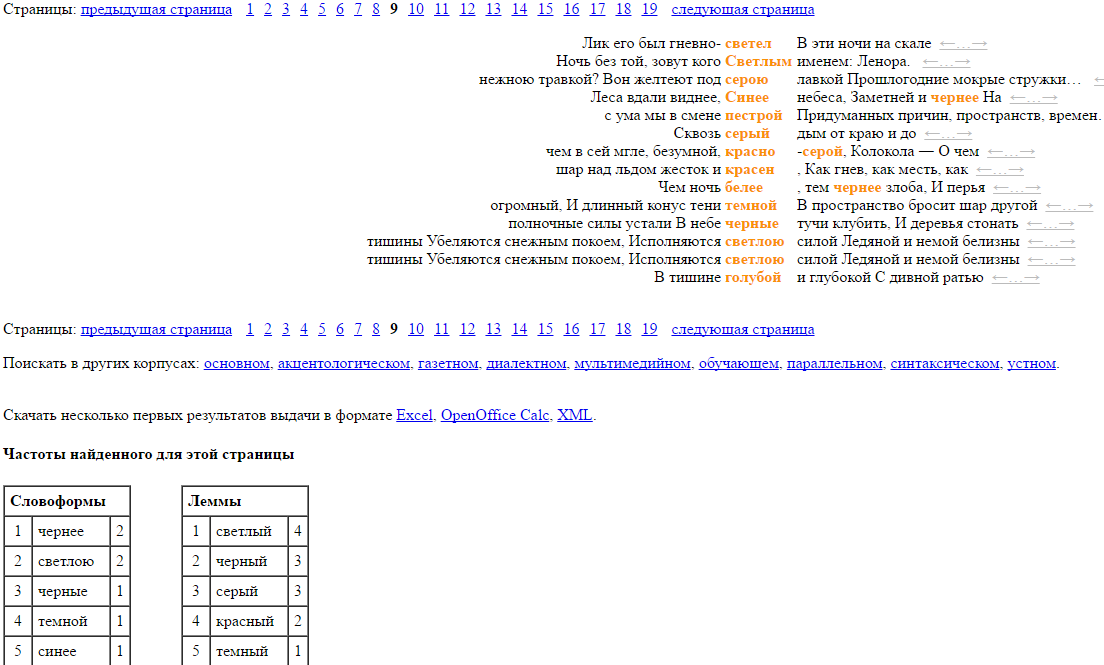 Страницы: предыдущая страница 1 2 3 4 5 6 7 8 9 10 11 12 13 14 15 16 17 18 19 следующая страница
Лик его был гневно- светел В эти ночи на скале ←…→
Ночь без той, зовут кого Светлым именем: Ленора. ←…→
нежною травкой? Вон желтеют под серою лавкой Прошлогодние мокрые стружки… ←
Леса вдали виднее, Синее небеса, Заметней и чернее На ←…→
с ума мы в смене пестрой Придуманных причин, пространств, времен.
Сквозь серый дым от краю и до ←…→
чем в сей мгле, безумной, красно -серой, Колокола — О чем ←…→
шар над льдом жесток и красен , Как гнев, как месть, как ←…→
Чем ночь белее , тем чернее злоба, И перья ←…→
огромный, И длинный конус тени темной В пространство бросит шар другой ←…→
полночные силы устали В небе черные тучи клубить, И деревья стонать ←…→
тишины Убеляются снежным покоем, Исполняются светлою силой Ледяной и немой белизны ←…→
тишины Убеляются снежным покоем, Исполняются светлою силой Ледяной и немой белизны ←…→
В тишине голубой и глубокой С дивной ратью ←…→
Страницы: предыдущая страница 1 2 3 4 5 6 7 8 9 10 11 12 13 14 15 16 17 18 19 следующая страница
Поискать в других корпусах: основном, акцентологическом, газетном, диалектном, мультимедийном, обучающем, параллельном, синтаксическом, устном.
Скачать несколько первых результатов выдачи в формате Excel, OpenOffice Calc, XML.
Частоты найденного для этой страницы
Словоформы Леммы
1 чернее 2 1 светлый 4
2 светлою 2 2 черный 3
3 черные 1 3 серый 3
4 темной 1 4 красный 2
5 синее 1 5 темный 1